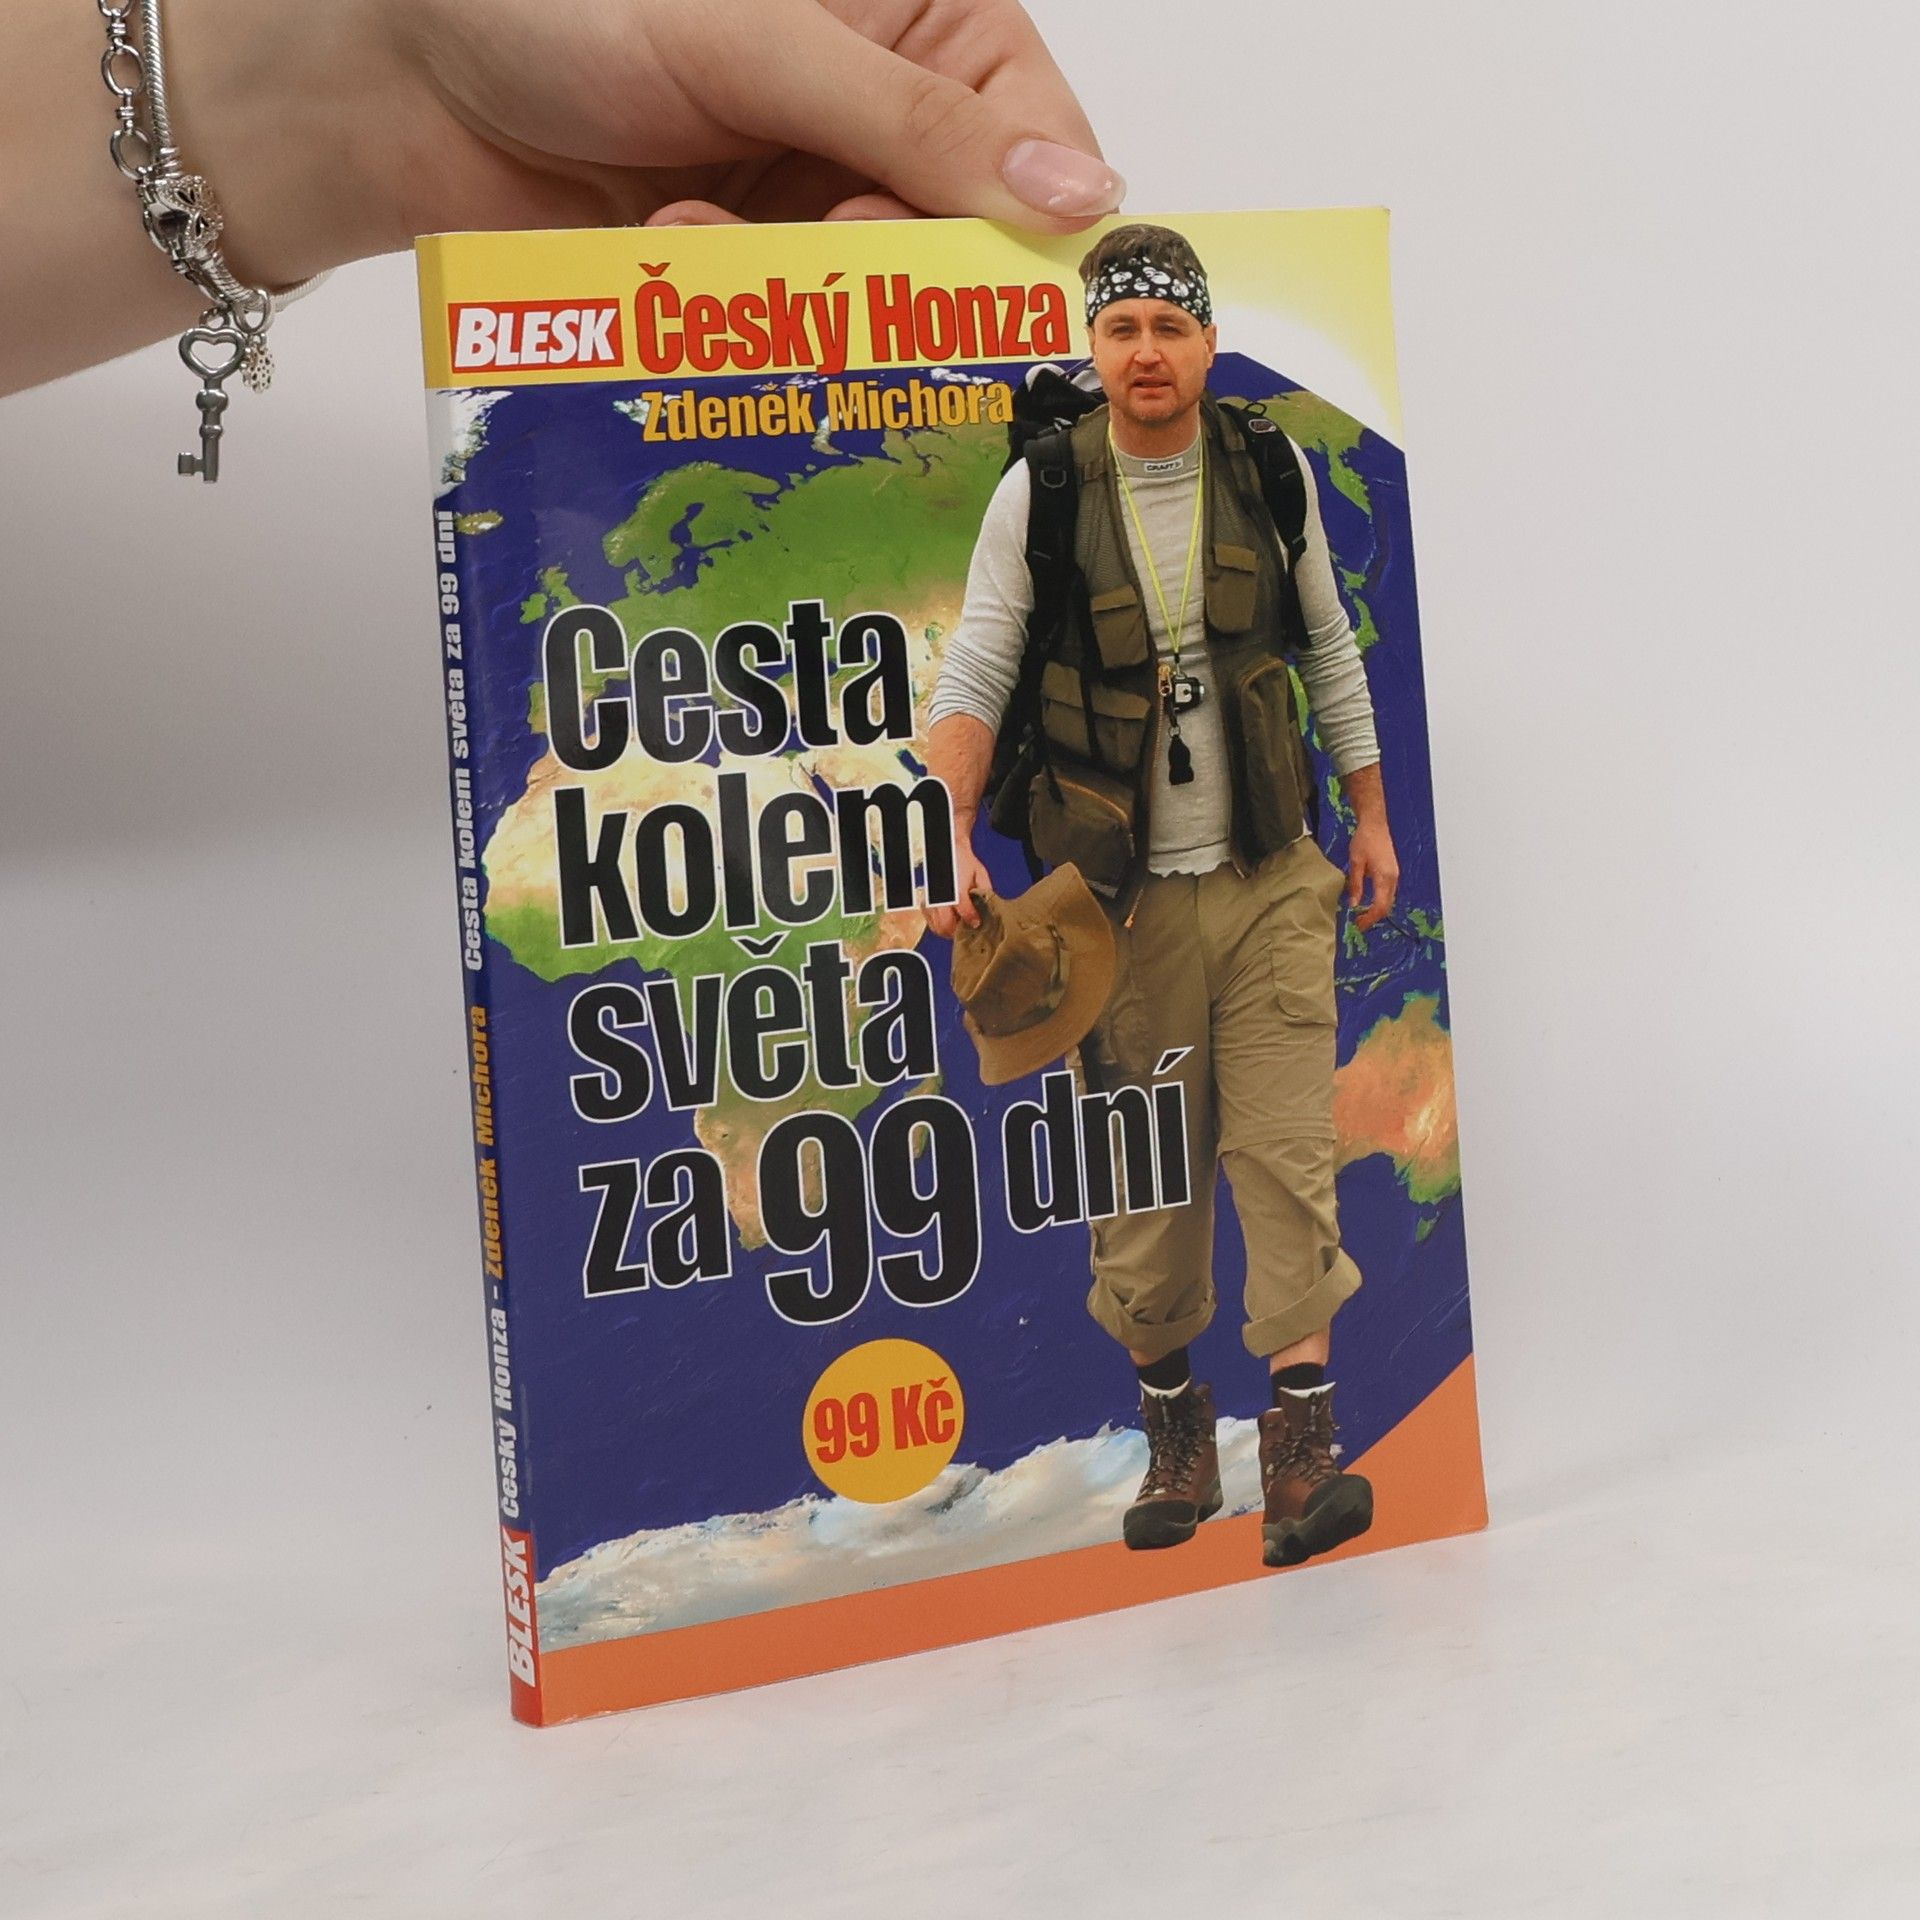 BLESK Český Honza
Zdeněk Michora
CRAFT
Cesta
kolem
světa
za 99 dní
99 Kč
BLESK Český Honza - Zdeněk Michora Cesta kolem světa za 99 dní